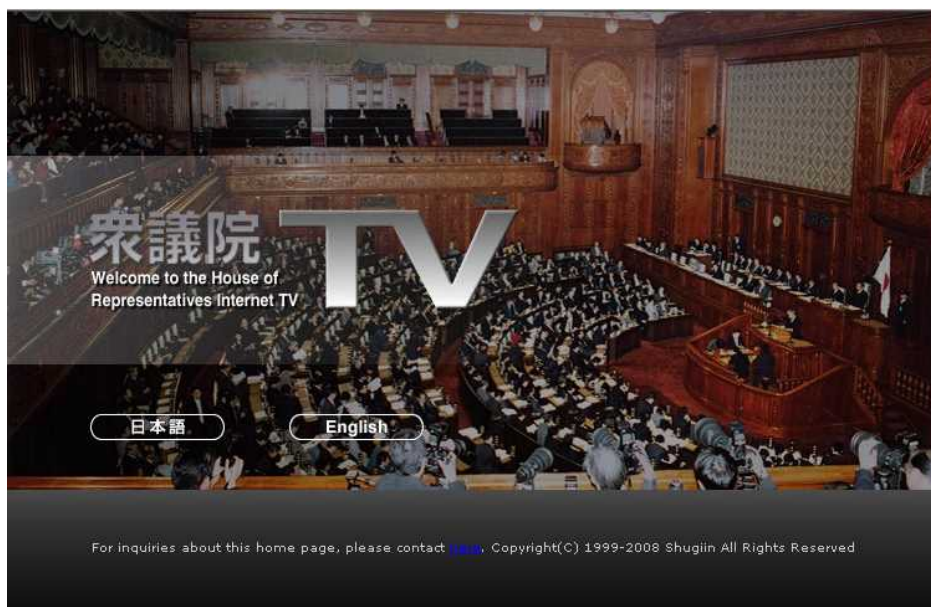 衆議院 TV
Welcome to the House of
Representatives Internet TV
日本語 English
For inquiries about this home page, please contact here. Copyright(C) 1999-2008 Shugiin All Rights Reserved